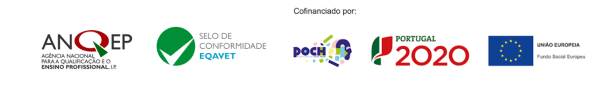 Cofinanciado por:
ANQEP
AGÊNCIA NACIONAL
PARA A QUALIFICAÇÃO E O
ENSINO PROFISSIONAL, I.P.
SELO DE
CONFORMIDADE
EQAVET
POCH
PORTUGAL
2020
UNIÃO EUROPEIA
Fundo Social Europeu